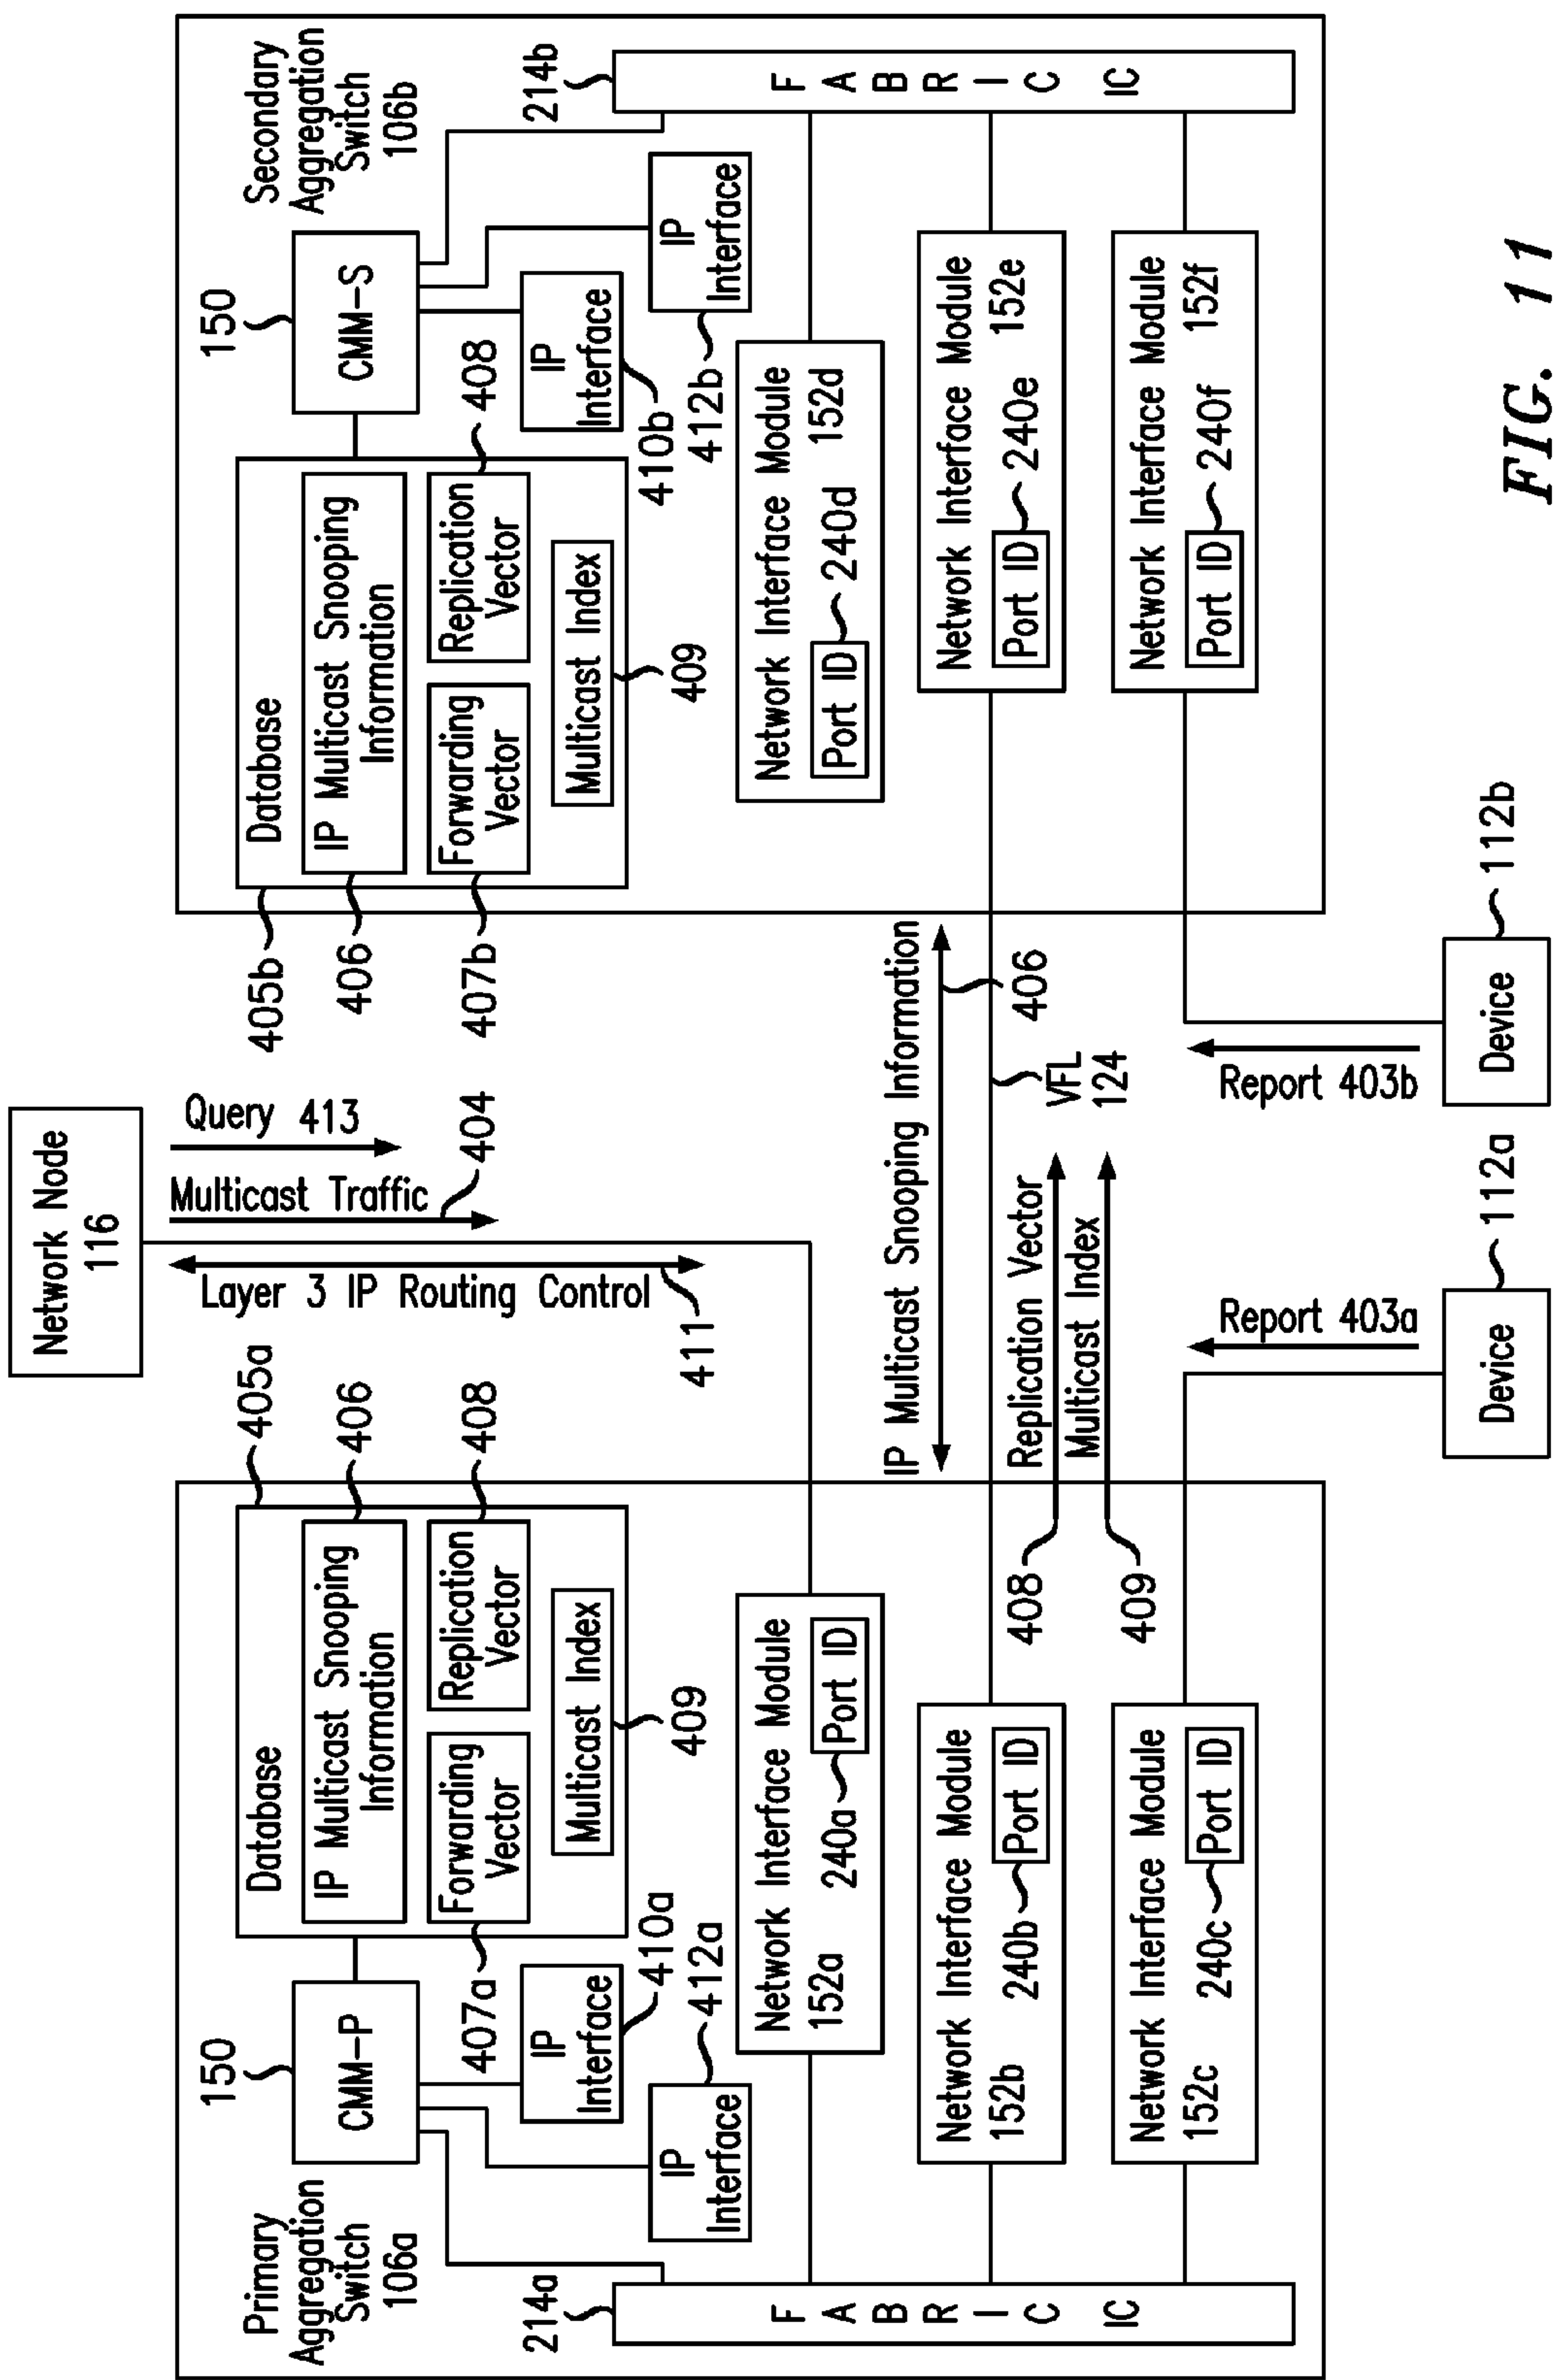 Network Node
116
Query 413
Multicast Traffic
404
Layer 3 IP Routing Control
411
Primary
Aggregation
Switch
106a
150
CMM-P
Database
405a
IP Multicast Snooping
Information
406
Forwarding
Vector
407a
Replication
Vector
408
Multicast Index
409
IP
Interface
410a
IP
Interface
412a
214a
FABRIC IC
Network Interface Module
152a
240a
Port ID
Network Interface Module
152b
240b
Port ID
Network Interface Module
152c
240c
Port ID
IP Multicast Snooping Information
406
VFL
124
Replication Vector
408
Multicast Index
409
Report 403a
Device
112a
Report 403b
Device
112b
Secondary
Aggregation
Switch
106b
150
CMM-S
Database
405b
IP Multicast Snooping
Information
406
Forwarding
Vector
407b
Replication
Vector
408
Multicast Index
409
IP
Interface
410b
IP
Interface
412b
214b
FABRIC IC
Network Interface Module
Port ID
240d
152d
Network Interface Module
Port ID
240e
152e
Network Interface Module
Port ID
240f
152f
FIG. 11